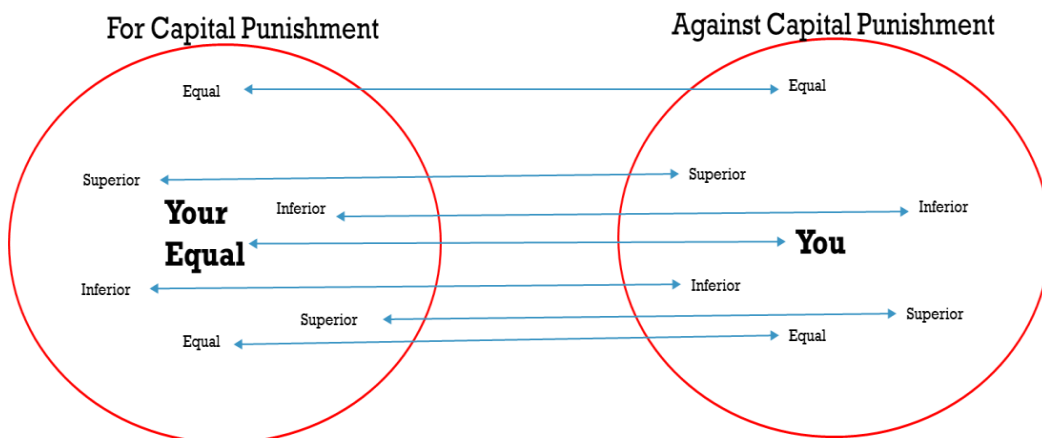 For Capital Punishment
Against Capital Punishment
Equal
Equal
Superior
Superior
Your
Equal
Inferior
Inferior
You
Inferior
Inferior
Superior
Superior
Equal
Equal